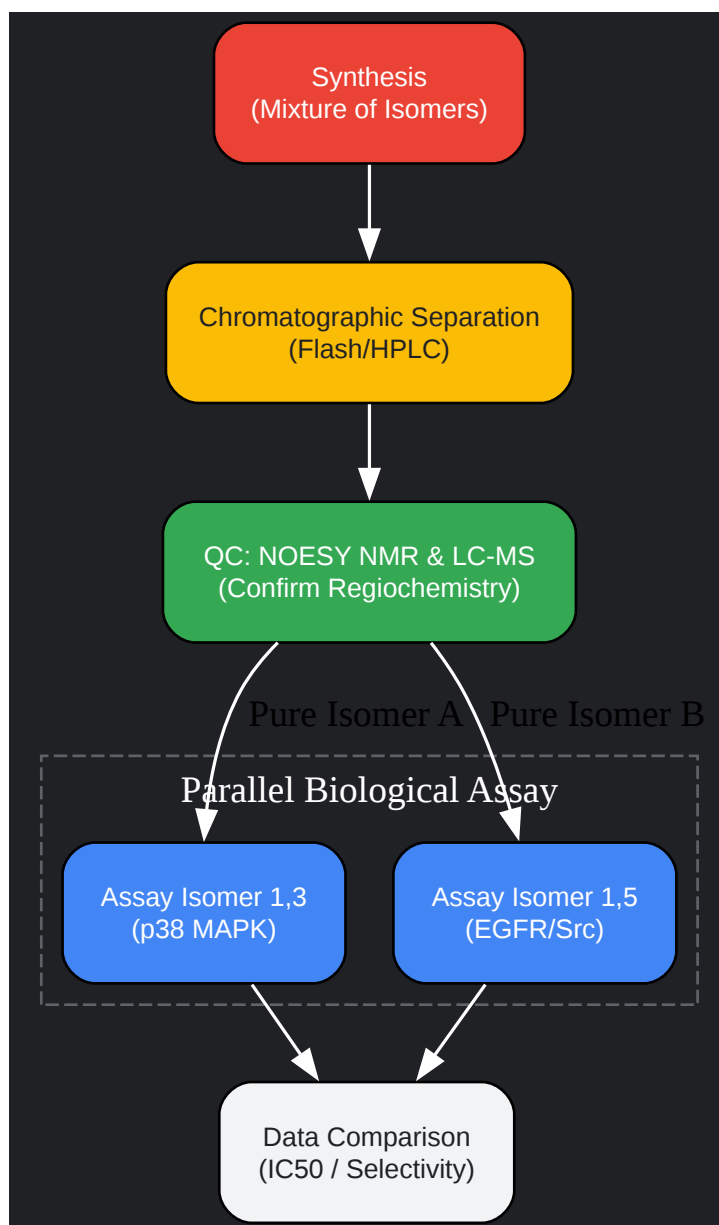 Synthesis
(Mixture of Isomers)
Chromatographic Separation
(Flash/HPLC)
QC: NOESY NMR & LC-MS
(Confirm Regiochemistry)
Pure Isomer A
Pure Isomer B
Parallel Biological Assay
Assay Isomer 1,3
(p38 MAPK)
Assay Isomer 1,5
(EGFR/Src)
Data Comparison
(IC50 / Selectivity)